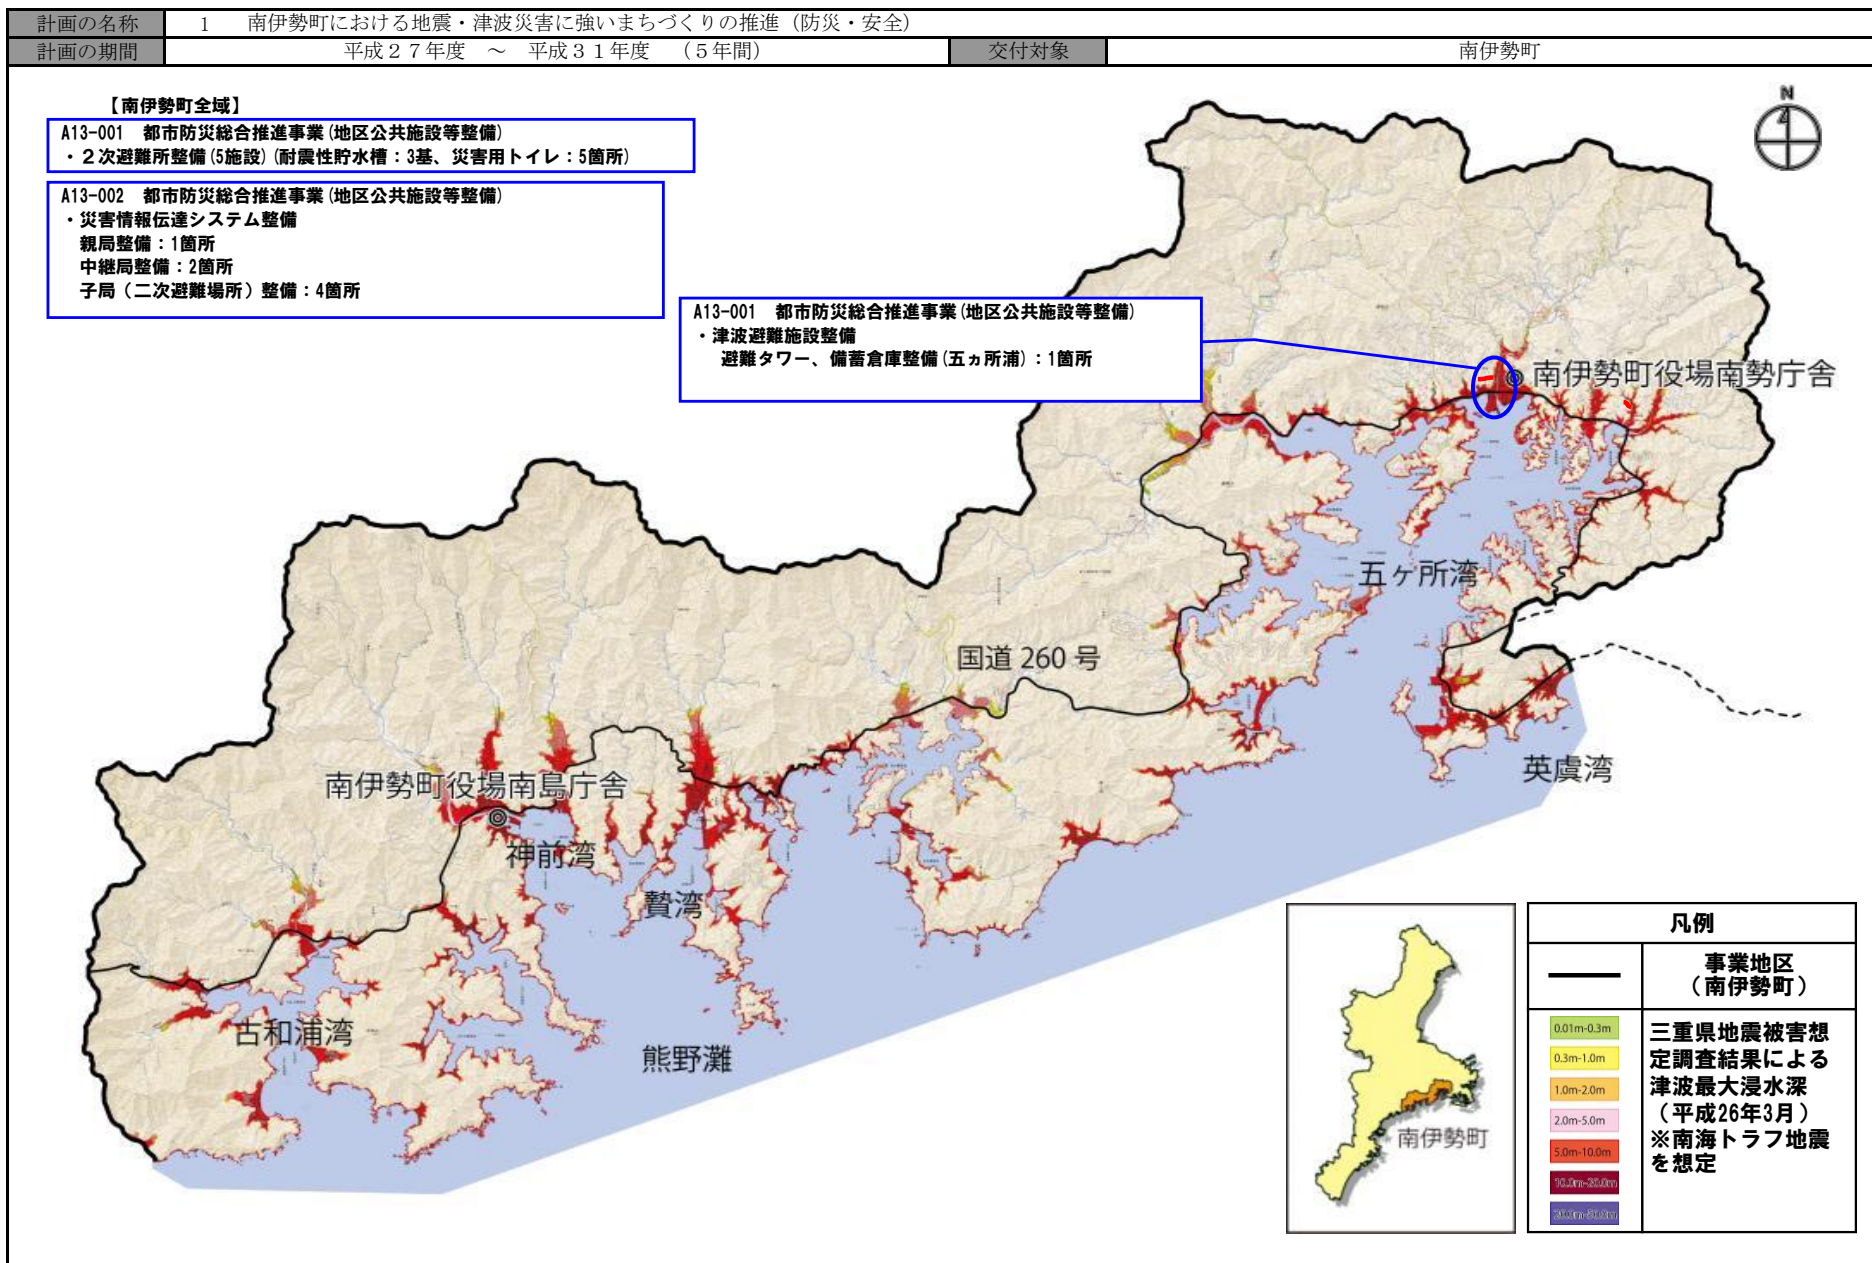 計画の名称 1 南伊勢町における地震・津波災害に強いまちづくりの推進（防災・安全）
計画の期間 平成２７年度 ～ 平成３１年度 （５年間） 交付対象 南伊勢町
【南伊勢町全域】
A13-001 都市防災総合推進事業(地区公共施設等整備)
・２次避難所整備(5施設)(耐震性貯水槽：3基、災害用トイレ：5箇所)
A13-002 都市防災総合推進事業(地区公共施設等整備)
・災害情報伝達システム整備
親局整備：1箇所
中継局整備：2箇所
子局（二次避難場所）整備：4箇所
A13-001 都市防災総合推進事業(地区公共施設等整備)
・津波避難施設整備
避難タワー、備蓄倉庫整備(五ヵ所浦)：1箇所
N
南伊勢町役場南勢庁舎
五ヶ所湾
国道 260 号
英虞湾
南伊勢町役場南島庁舎
神前湾
贄湾
古和浦湾
熊野灘
南伊勢町
凡例
事業地区
（南伊勢町）
0.01m-0.3m
0.3m-1.0m
1.0m-2.0m
2.0m-5.0m
5.0m-10.0m
10.0m-20.0m
三重県地震被害想
定調査結果による
津波最大浸水深
（平成26年3月）
※南海トラフ地震
を想定